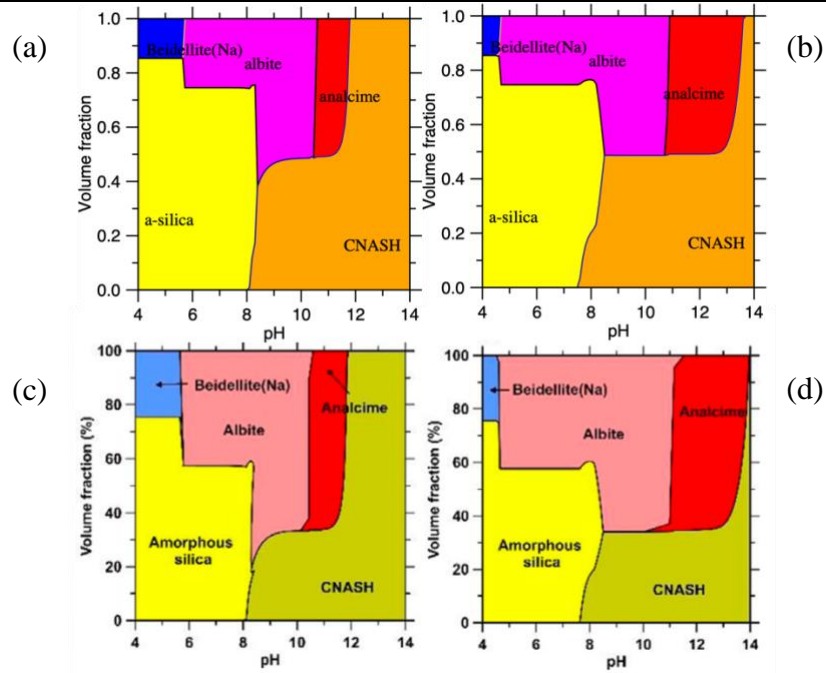 (a)
Volume fraction
1.0
0.8
0.6
0.4
0.2
0.0
Beidellite(Na)
albite
analcime
a-silica
CNASH
4 6 8 10 12 14
pH
(b)
Volume fraction
1.0
0.8
0.6
0.4
0.2
0.0
Beidellite(Na)
albite
analcime
a-silica
CNASH
4 6 8 10 12 14
pH
(c)
Volume fraction (%)
100
80
60
40
20
0
Beidellite(Na)
Analcime
Albite
Amorphous
silica
CNASH
4 6 8 10 12 14
pH
(d)
Volume fraction (%)
100
80
60
40
20
0
Beidellite(Na)
Analcime
Albite
Amorphous
silica
CNASH
4 6 8 10 12 14
pH